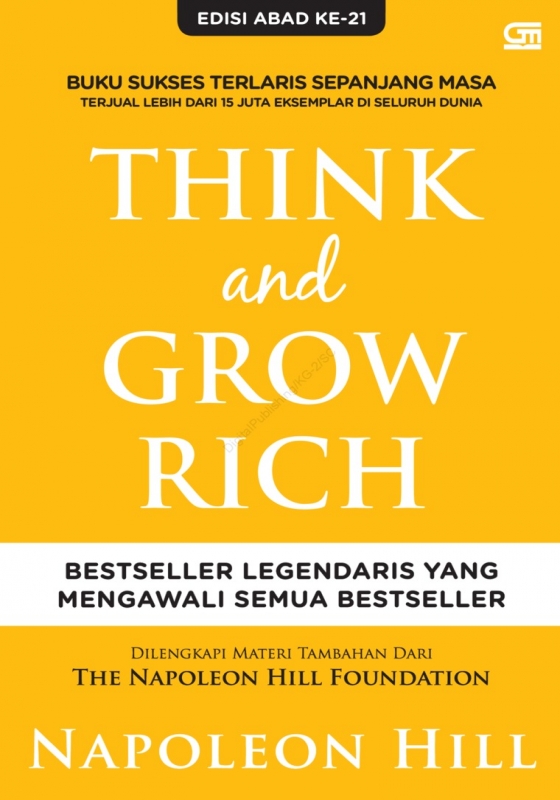 EDISI ABAD KE-21
GM
BUKU SUKSES TERLARIS SEPANJANG MASA
TERJUAL LEBIH DARI 15 JUTA EKSEMPLAR DI SELURUH DUNIA
THINK
and
GROW
RICH
BESTSELLER LEGENDARIS YANG
MENGAWALI SEMUA BESTSELLER
DILENGKAPI MATERI TAMBAHAN DARI
THE NAPOLEON HILL FOUNDATION
NAPOLEON HILL